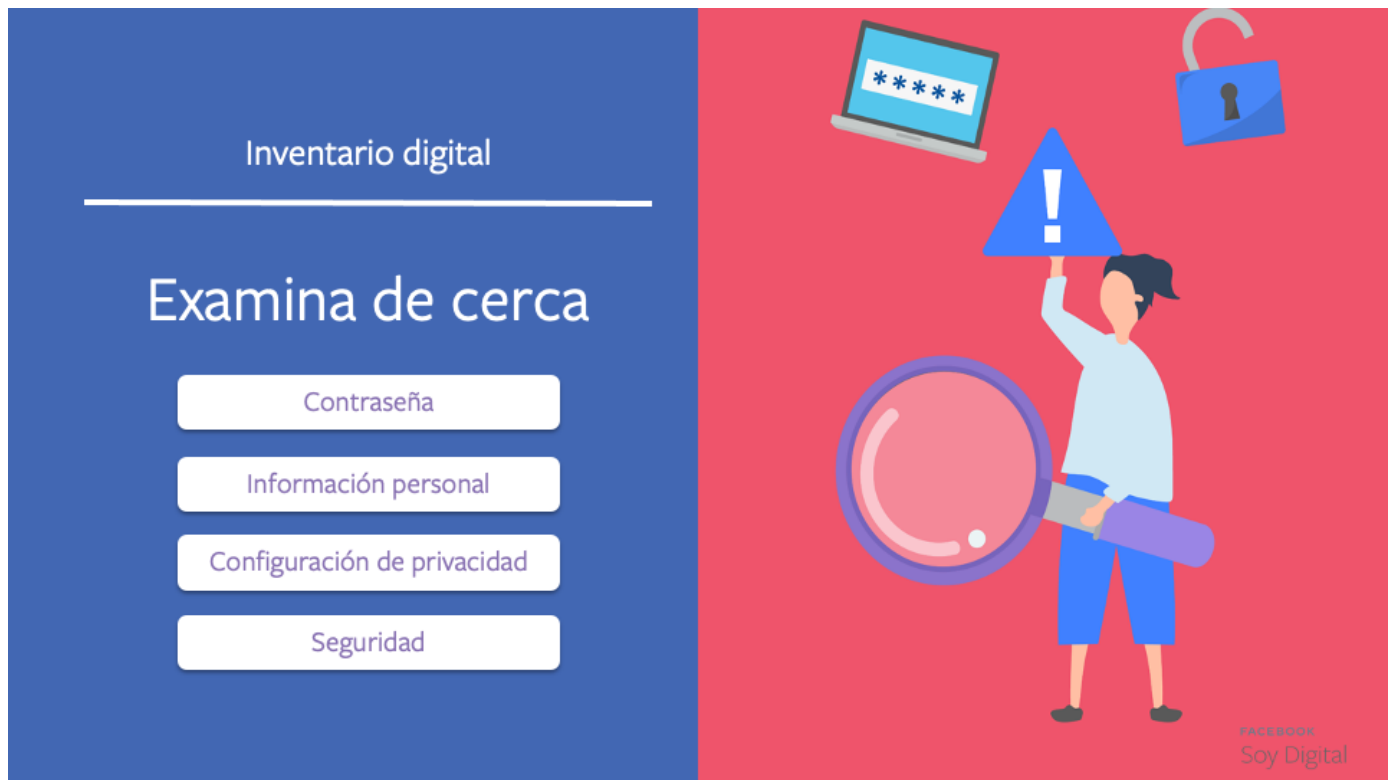 Inventario digital
Examina de cerca
Contraseña
Información personal
Configuración de privacidad
Seguridad
*****
!
FACEBOOK
Soy Digital